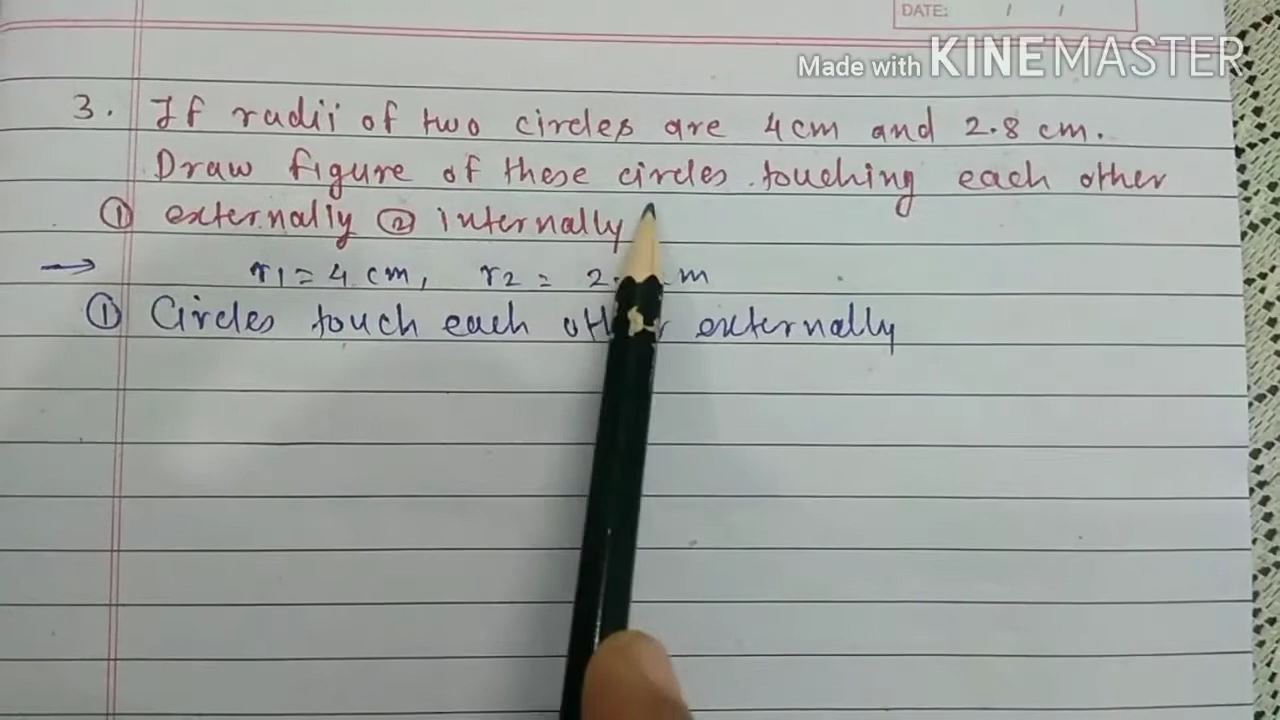 DATE: / /
Made with KINEMASTER
3. If radii of two circles are 4cm and 2.8 cm.
Draw figure of these circles touching each other
① externally ② internally
→ r1 = 4 cm, r2 = 2. m
① Circles touch each other externally